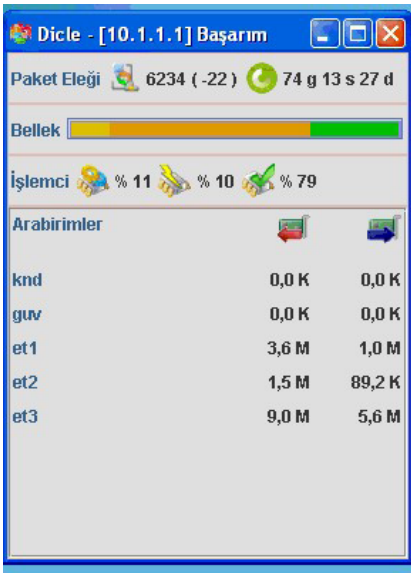 Dicle - [10.1.1.1] Başarım
Paket Eleği 6234 ( -22 ) 74 g 13 s 27 d
Bellek
İşlemci % 11 % 10 % 79
Arabirimler
knd 0,0 K 0,0 K
guv 0,0 K 0,0 K
et1 3,6 M 1,0 M
et2 1,5 M 89,2 K
et3 9,0 M 5,6 M